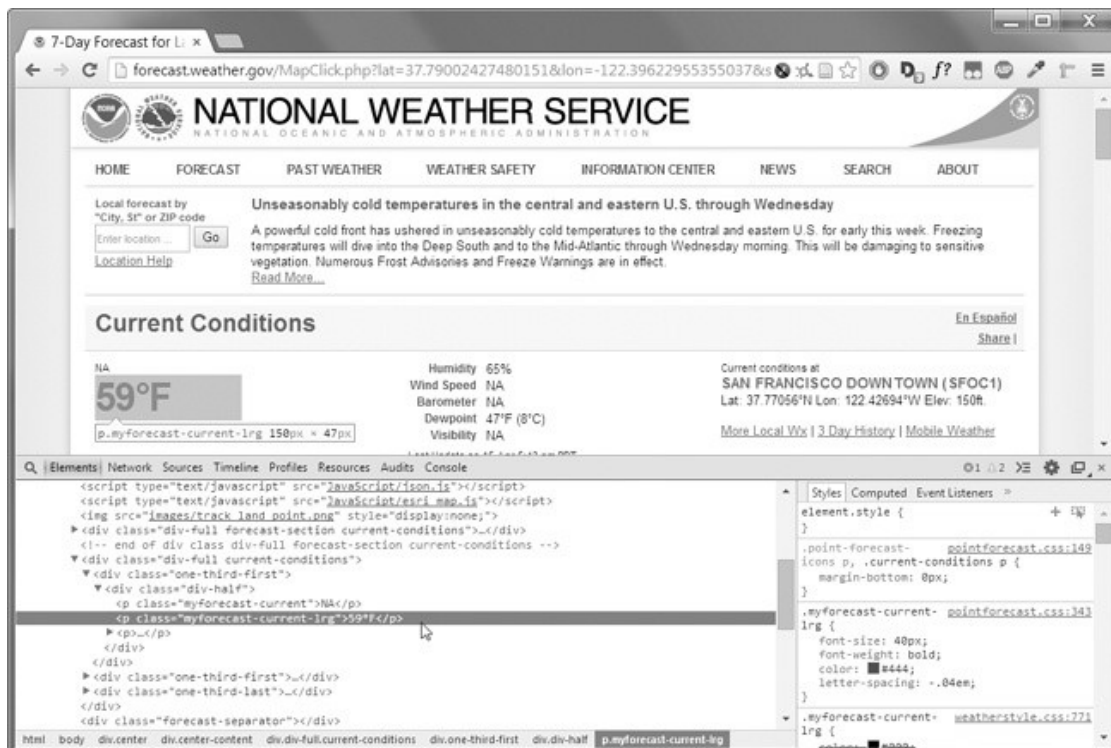 7-Day Forecast for La
forecast.weather.gov/MapClick.php?lat=37.79002427480151&lon=-122.39622955355037&s
NATIONAL WEATHER SERVICE
NATIONAL OCEANIC AND ATMOSPHERIC ADMINISTRATION
HOME FORECAST PAST WEATHER WEATHER SAFETY INFORMATION CENTER NEWS SEARCH ABOUT
Local forecast by
"City, St" or ZIP code
Enter location ... Go
Location Help
Unseasonably cold temperatures in the central and eastern U.S. through Wednesday
A powerful cold front has ushered in unseasonably cold temperatures to the central and eastern U.S. for early this week. Freezing
temperatures will dive into the Deep South and to the Mid-Atlantic through Wednesday morning. This will be damaging to sensitive
vegetation. Numerous Frost Advisories and Freeze Warnings are in effect.
Read More...
Current Conditions
En Español
Share |
NA
59°F
p.myforecast-current-lrg 150px × 47px
Humidity 65%
Wind Speed NA
Barometer NA
Dewpoint 47°F (8°C)
Visibility NA
Current conditions at
SAN FRANCISCO DOWNTOWN (SFOC1)
Lat: 37.77056°N Lon: 122.42694°W Elev: 150ft.
More Local Wx | 3 Day History | Mobile Weather
Elements Network Sources Timeline Profiles Resources Audits Console
1 2
<script type="text/javascript" src="JavaScript/json.js"></script>
<script type="text/javascript" src="JavaScript/esri_map.js"></script>
<img src="images/track_land_point.png" style="display:none;">
<div class="div-full forecast-section current-conditions">…</div>
<!-- end of div class div-full forecast-section current-conditions -->
<div class="div-full current-conditions">
<div class="one-third-first">
<div class="div-half">
<p class="myforecast-current">NA</p>
<p class="myforecast-current-lrg">59°F</p>
<p>…</p>
</div>
</div>
<div class="one-third-first">…</div>
<div class="one-third-last">…</div>
</div>
<div class="forecast-separator"></div>
html body div.center div.center-content div.div-full.current-conditions div.one-third-first div.div-half p.myforecast-current-lrg
Styles Computed Event Listeners »
element.style {
}
.point-forecast- pointforecast.css:149
icons p, .current-conditions p {
margin-bottom: 0px;
}
.myforecast-current- pointforecast.css:343
lrg {
font-size: 40px;
font-weight: bold;
color: #444;
letter-spacing: -.04em;
}
.myforecast-current- weatherstyle.css:771
lrg {